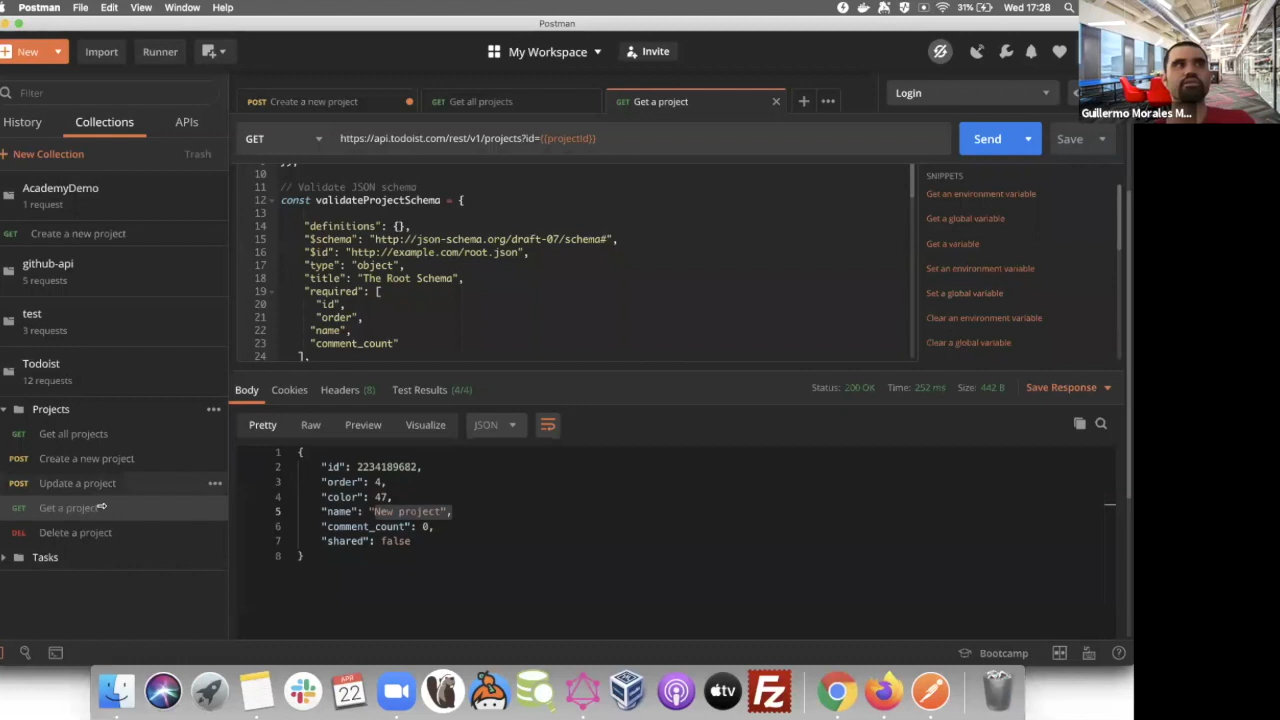 Postman File Edit View Window Help 31% Wed 17:28
Postman
New Import Runner My Workspace Invite
Filter
History Collections APIs
New Collection Trash
AcademyDemo
1 request
Create a new project
github-api
5 requests
test
3 requests
Todoist
12 requests
Projects
GET Get all projects
POST Create a new project
POST Update a project
GET Get a project
DEL Delete a project
Tasks
POST Create a new project GET Get all projects GET Get a project
Login
GET https://api.todoist.com/rest/v1/projects?id={{projectId}} Send Save
10
11 // Validate JSON schema
12 const validateProjectSchema = {
13
14 "definitions": {},
15 "$schema": "http://json-schema.org/draft-07/schema#",
16 "$id": "http://example.com/root.json",
17 "type": "object",
18 "title": "The Root Schema",
19 "required": [
20 "id",
21 "order",
22 "name",
23 "comment_count"
24 ],
SNIPPETS
Get an environment variable
Get a global variable
Get a variable
Set an environment variable
Set a global variable
Clear an environment variable
Clear a global variable
Body Cookies Headers (8) Test Results (4/4) Status: 200 OK Time: 252 ms Size: 442 B Save Response
Pretty Raw Preview Visualize JSON
1 {
2 "id": 2234189682,
3 "order": 4,
4 "color": 47,
5 "name": "New project",
6 "comment_count": 0,
7 "shared": false
8 }
Bootcamp
Guillermo Morales M...
APR
22
tv
FZ